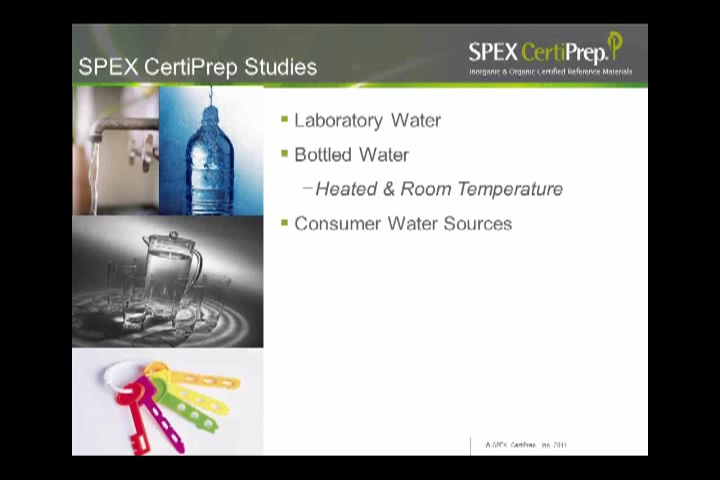 SPEX CertiPrep Studies
SPEX CertiPrep.
Inorganic & Organic Certified Reference Materials
Laboratory Water
Bottled Water
–Heated & Room Temperature
Consumer Water Sources
© SPEX CertiPrep, Inc. 2011